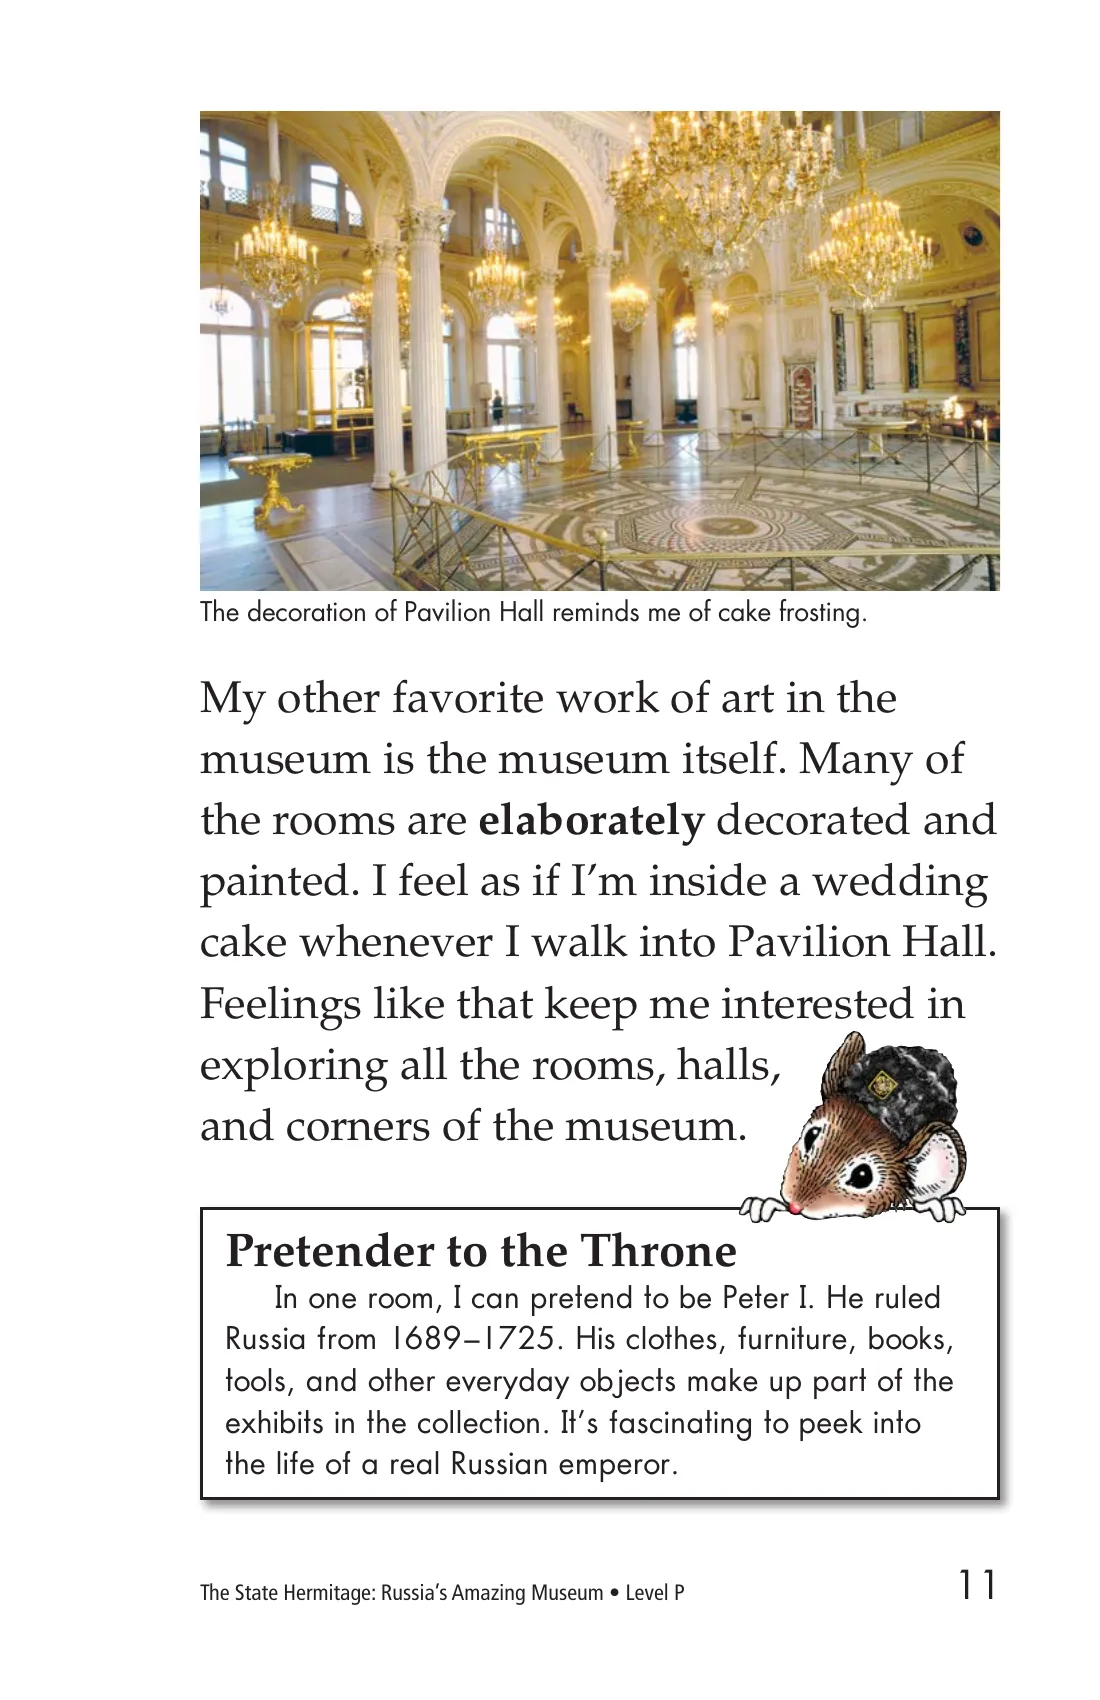 The decoration of Pavilion Hall reminds me of cake frosting.
My other favorite work of art in the
museum is the museum itself. Many of
the rooms are elaborately decorated and
painted. I feel as if I’m inside a wedding
cake whenever I walk into Pavilion Hall.
Feelings like that keep me interested in
exploring all the rooms, halls,
and corners of the museum.
Pretender to the Throne
In one room, I can pretend to be Peter I. He ruled
Russia from 1689–1725. His clothes, furniture, books,
tools, and other everyday objects make up part of the
exhibits in the collection. It’s fascinating to peek into
the life of a real Russian emperor.
The State Hermitage: Russia’s Amazing Museum • Level P
11